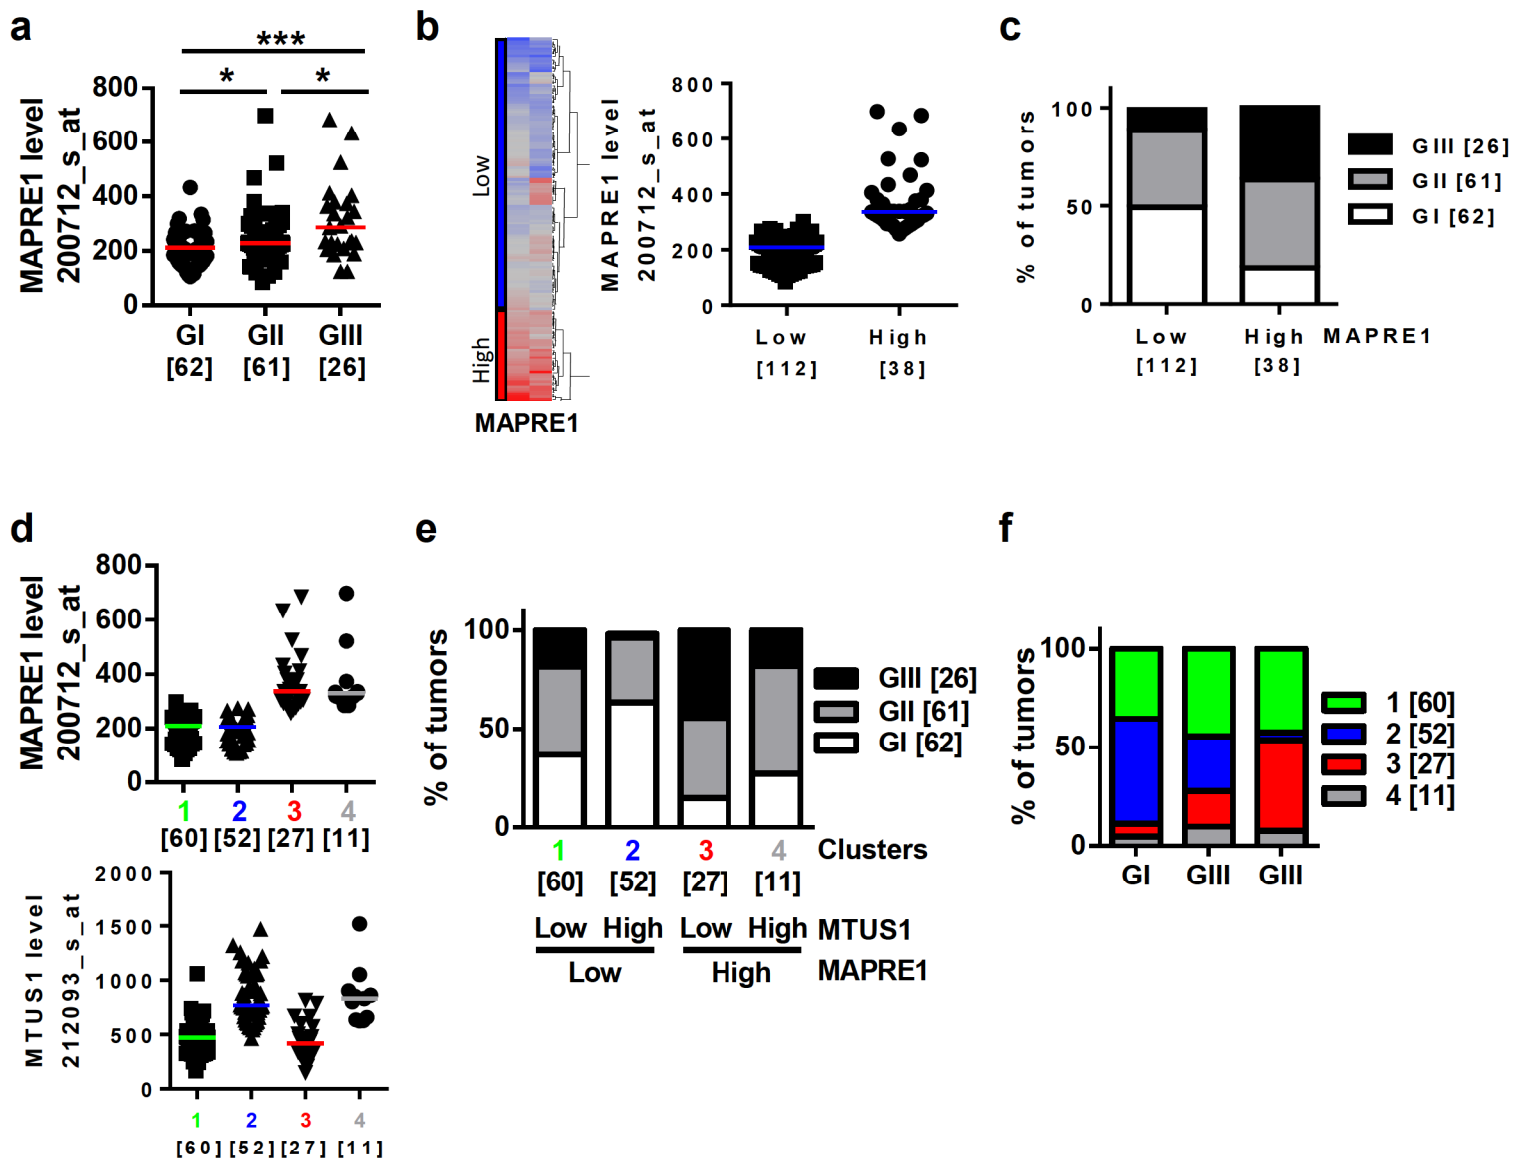 a
***
*
*
MAPRE1 level
200712_s_at
800
600
400
200
0
GI
GII
GIII
[62]
[61]
[26]
b
Low
High
MAPRE1
MAPRE1 level
200712_s_at
800
600
400
200
0
Low
High
[112]
[38]
c
% of tumors
100
50
0
GIII [26]
GII [61]
GI [62]
Low
High
MAPRE1
[112]
[38]
d
MAPRE1 level
200712_s_at
800
600
400
200
0
1
2
3
4
[60]
[52]
[27]
[11]
MTUS1 level
212093_s_at
2000
1500
1000
500
0
1
2
3
4
[60]
[52]
[27]
[11]
e
% of tumors
100
50
0
GIII [26]
GII [61]
GI [62]
1
2
3
4
Clusters
[60]
[52]
[27]
[11]
Low
High
Low
High
MTUS1
Low
High
MAPRE1
f
% of tumors
100
50
0
1 [60]
2 [52]
3 [27]
4 [11]
GI
GIII
GIII